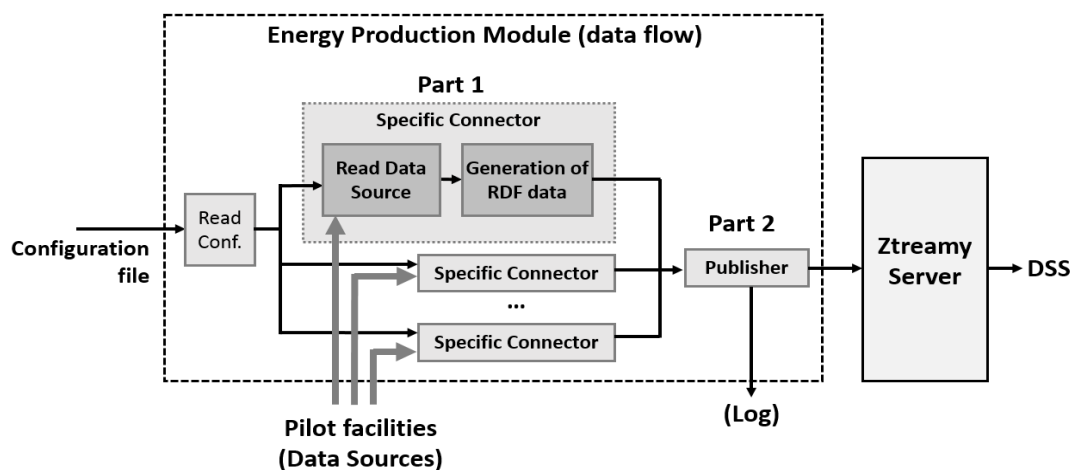 Energy Production Module (data flow)
Part 1
Specific Connector
Read Data
Source
Generation of
RDF data
Read
Conf.
Configuration
file
Part 2
Publisher
Specific Connector
...
Specific Connector
Ztreamy
Server
DSS
(Log)
Pilot facilities
(Data Sources)